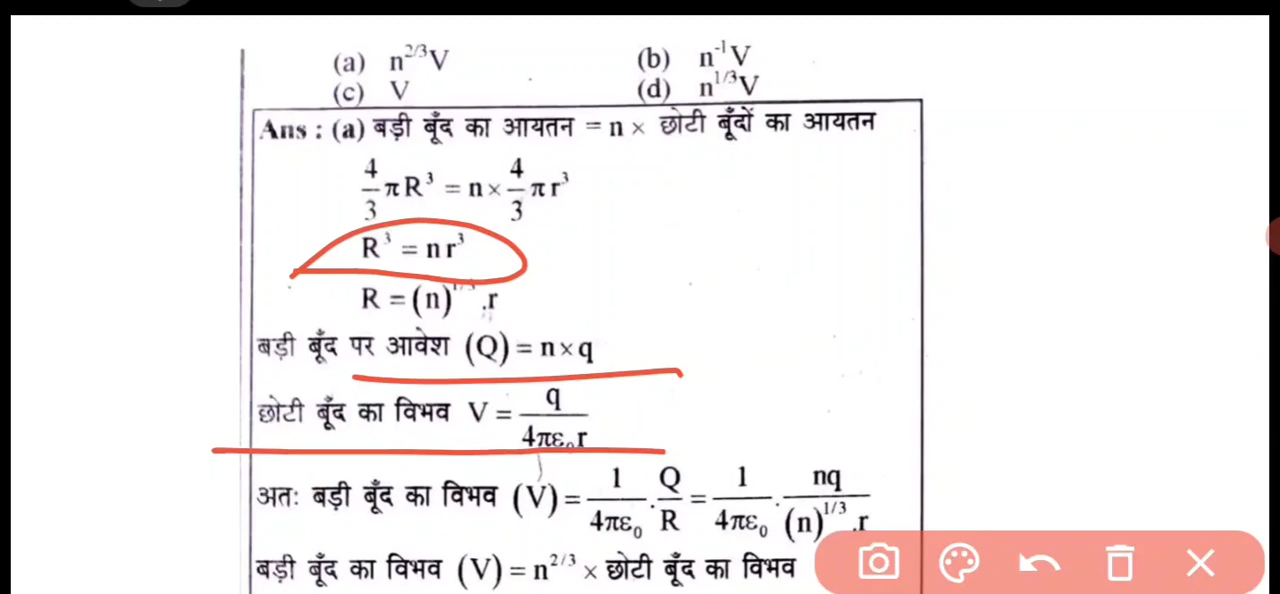 (a) n^{2/3}V (b) n^{-1}V
(c) V (d) n^{1/3}V
Ans : (a) बड़ी बूँद का आयतन = n × छोटी बूँदों का आयतन
4/3 πR³ = n × 4/3 πr³
R³ = nr³
R = (n)^{1/3} .r
बड़ी बूँद पर आवेश (Q) = n × q
छोटी बूँद का विभव V = q/4πε₀r
अतः बड़ी बूँद का विभव (V) = 1/4πε₀ . Q/R = 1/4πε₀ . nq/(n)^{1/3} .r
बड़ी बूँद का विभव (V) = n^{2/3} × छोटी बूँद का विभव